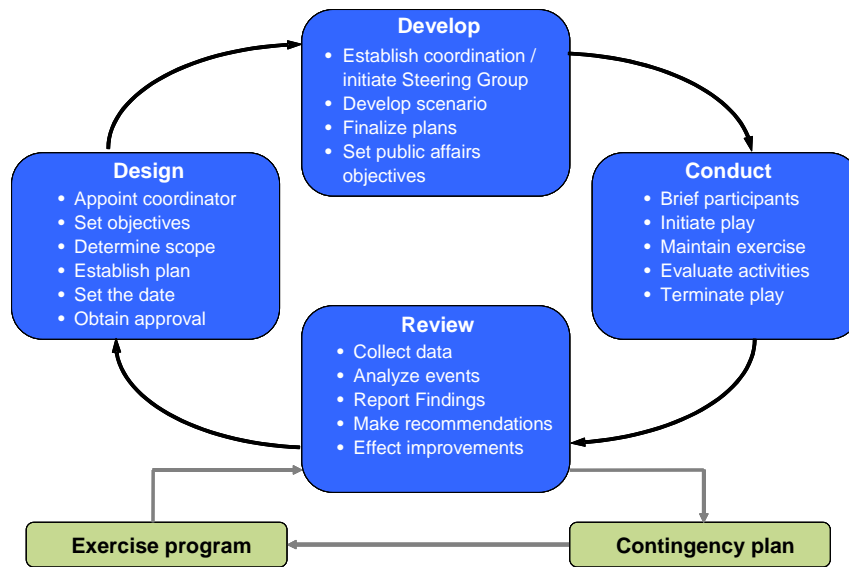 Develop
• Establish coordination /
initiate Steering Group
• Develop scenario
• Finalize plans
• Set public affairs
objectives
Design
• Appoint coordinator
• Set objectives
• Determine scope
• Establish plan
• Set the date
• Obtain approval
Conduct
• Brief participants
• Initiate play
• Maintain exercise
• Evaluate activities
• Terminate play
Review
• Collect data
• Analyze events
• Report Findings
• Make recommendations
• Effect improvements
Exercise program
Contingency plan